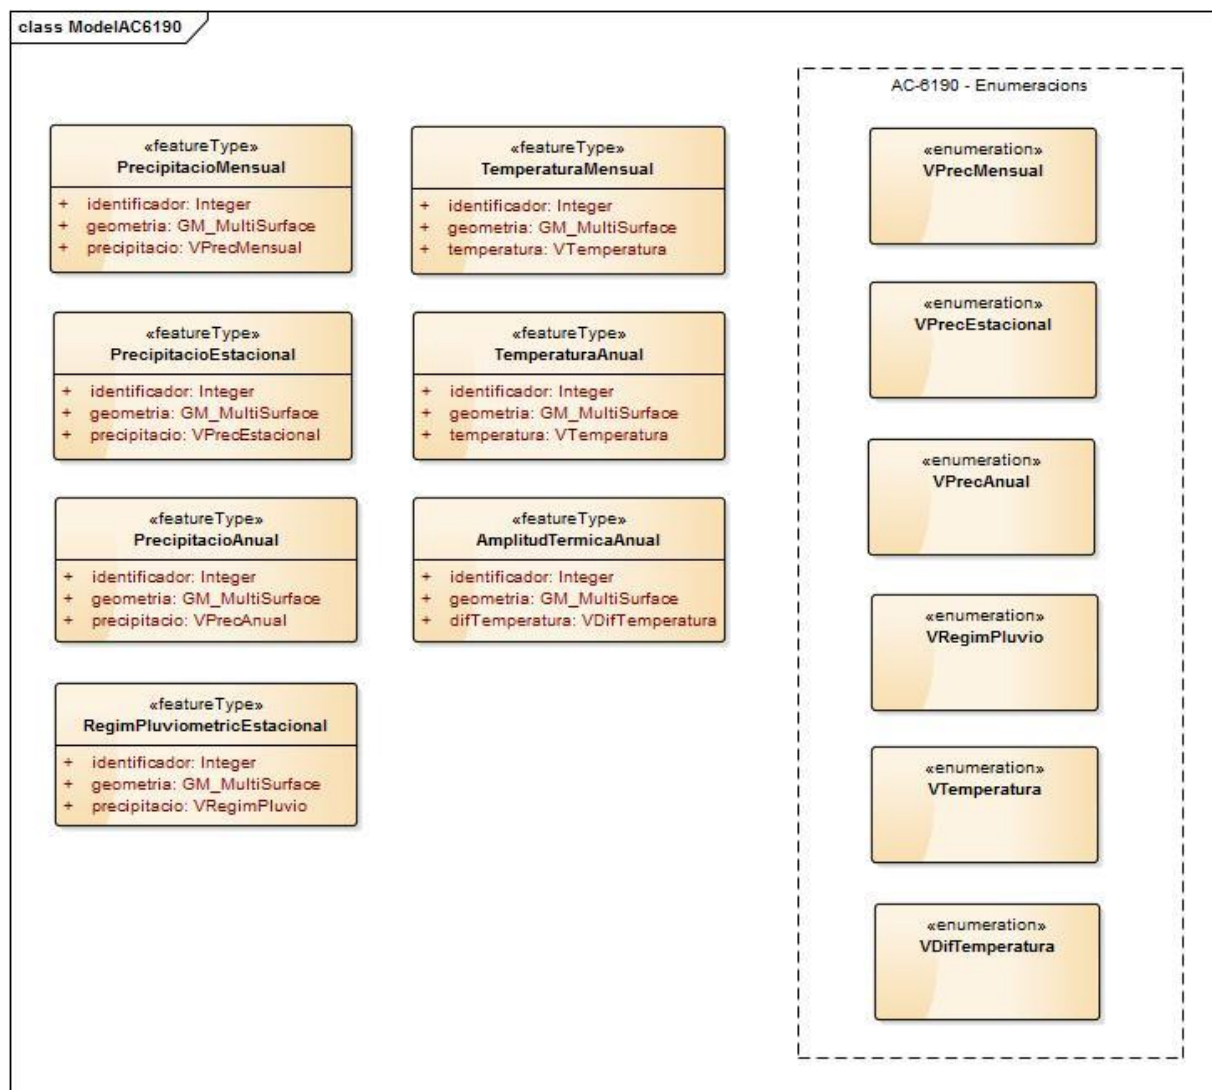 class ModelAC6190
«featureType»
PrecipitacioMensual
+ identificador: Integer
+ geometria: GM_MultiSurface
+ precipitacio: VPrecMensual
«featureType»
TemperaturaMensual
+ identificador: Integer
+ geometria: GM_MultiSurface
+ temperatura: VTemperatura
«featureType»
PrecipitacioEstacional
+ identificador: Integer
+ geometria: GM_MultiSurface
+ precipitacio: VPrecEstacional
«featureType»
TemperaturaAnual
+ identificador: Integer
+ geometria: GM_MultiSurface
+ temperatura: VTemperatura
«featureType»
PrecipitacioAnual
+ identificador: Integer
+ geometria: GM_MultiSurface
+ precipitacio: VPrecAnual
«featureType»
AmplitudTermicaAnual
+ identificador: Integer
+ geometria: GM_MultiSurface
+ difTemperatura: VDifTemperatura
«featureType»
RegimPluviometricEstacional
+ identificador: Integer
+ geometria: GM_MultiSurface
+ precipitacio: VRegimPluvio
AC-6190 - Enumeracions
«enumeration»
VPrecMensual
«enumeration»
VPrecEstacional
«enumeration»
VPrecAnual
«enumeration»
VRegimPluvio
«enumeration»
VTemperatura
«enumeration»
VDifTemperatura